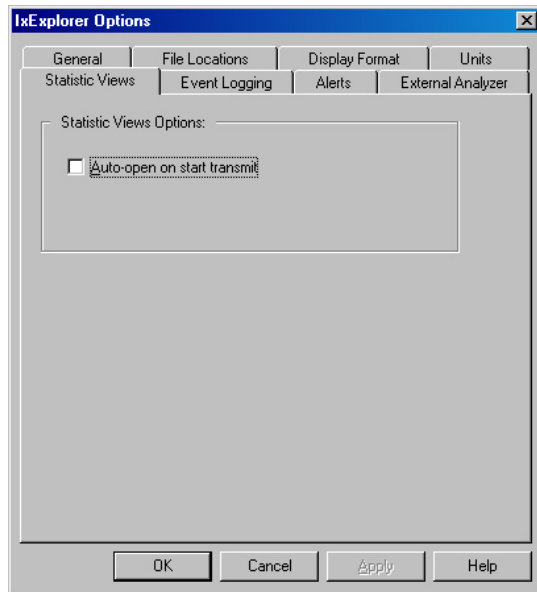 IxExplorer Options
General File Locations Display Format Units
Statistic Views Event Logging Alerts External Analyzer
Statistic Views Options:
Auto-open on start transmit
OK Cancel Apply Help